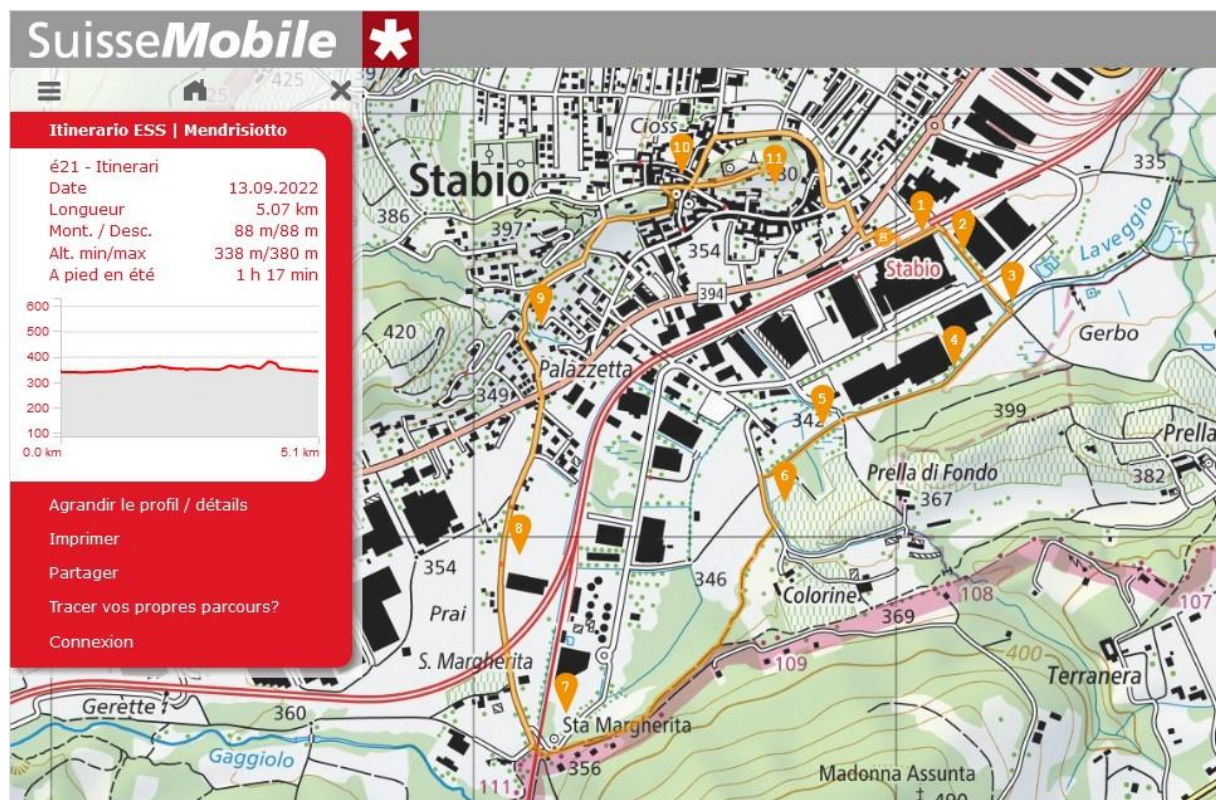 SuisseMobile
Itinerario ESS | Mendrisiotto
é21 - Itinerari
Date 13.09.2022
Longueur 5.07 km
Mont. / Desc. 88 m/88 m
Alt. min/max 338 m/380 m
A pied en été 1 h 17 min
600
500
400
300
200
100
0.0 km 5.1 km
Agrandir le profil / détails
Imprimer
Partager
Tracer vos propres parcours?
Connexion
425
Cioss
10
11
Stabio
386
397
354
1
2
335
Laveggio
Stabio
3
394
9
420
4
Gerbo
Palazzetta
349
5
342
399
Prella
6
Prella di Fondo
367
382
8
354
346
Colorine
108
107
369
Prai
109
400
S. Margherita
Terranera
7
Gerette
360
Sta Margherita
Gaggiolo
356
111
Madonna Assunta
490